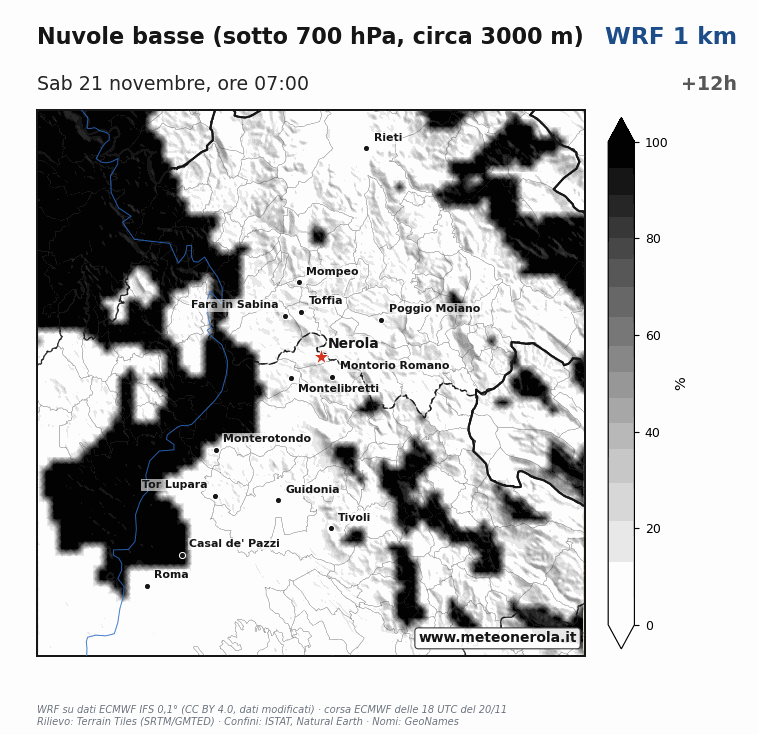 Nuvole basse (sotto 700 hPa, circa 3000 m) WRF 1 km
Sab 21 novembre, ore 07:00 +12h
Rieti
Mompeo
Fara in Sabina
Toffia
Poggio Moiano
Nerola
Montorio Romano
Montelibretti
Monterotondo
Tor Lupara
Guidonia
Tivoli
Casal de' Pazzi
Roma
www.meteonerola.it
100
80
60
40
20
0
%
WRF su dati ECMWF IFS 0,1° (CC BY 4.0, dati modificati) · corsa ECMWF delle 18 UTC del 20/11
Rilievo: Terrain Tiles (SRTM/GMTED) · Confini: ISTAT, Natural Earth · Nomi: GeoNames